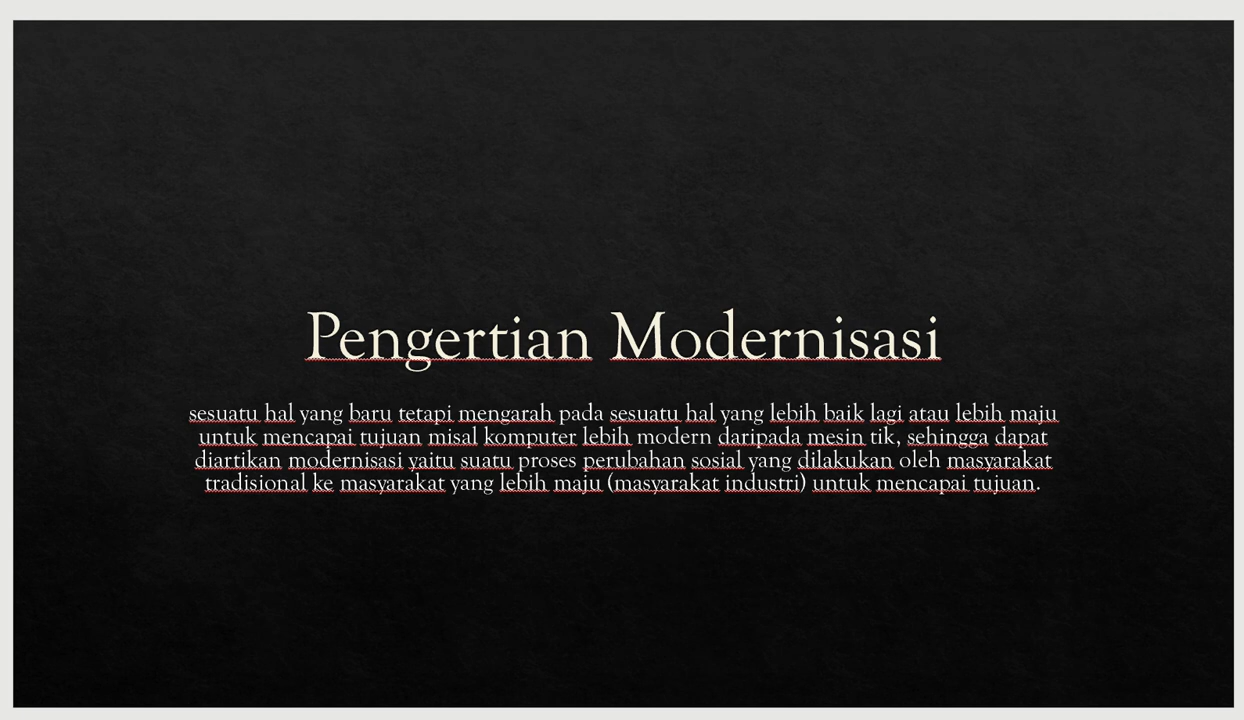 Pengertian Modernisasi
sesuatu hal yang baru tetapi mengarah pada sesuatu hal yang lebih baik lagi atau lebih maju
untuk mencapai tujuan misal komputer lebih modern daripada mesin tik, sehingga dapat
diartikan modernisasi yaitu suatu proses perubahan sosial yang dilakukan oleh masyarakat
tradisional ke masyarakat yang lebih maju (masyarakat industri) untuk mencapai tujuan.